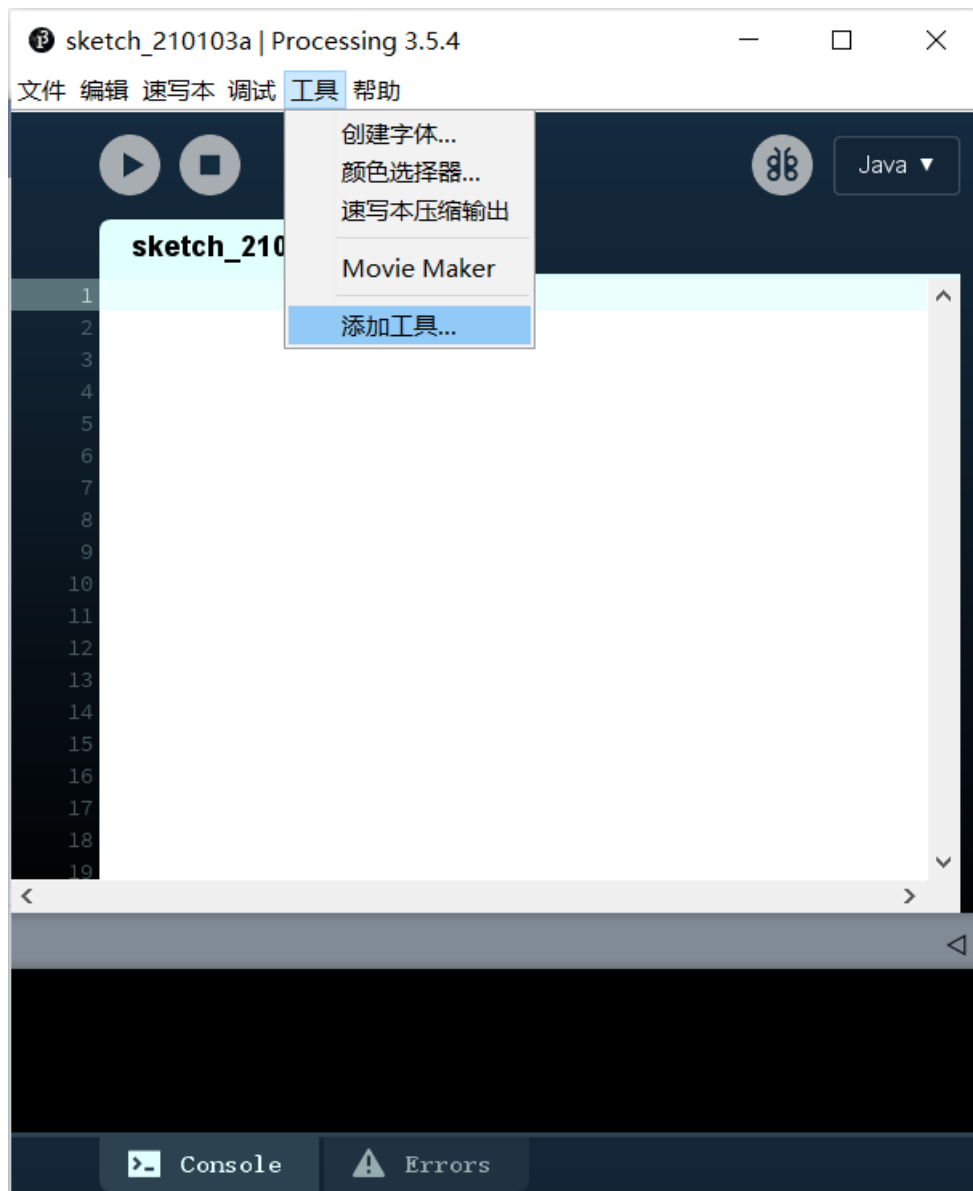 sketch_210103a | Processing 3.5.4
文件 编辑 速写本 调试 工具 帮助
创建字体...
颜色选择器...
速写本压缩输出
Movie Maker
添加工具...
Java ▼
sketch_210
1
2
3
4
5
6
7
8
9
10
11
12
13
14
15
16
17
18
19
Console
Errors